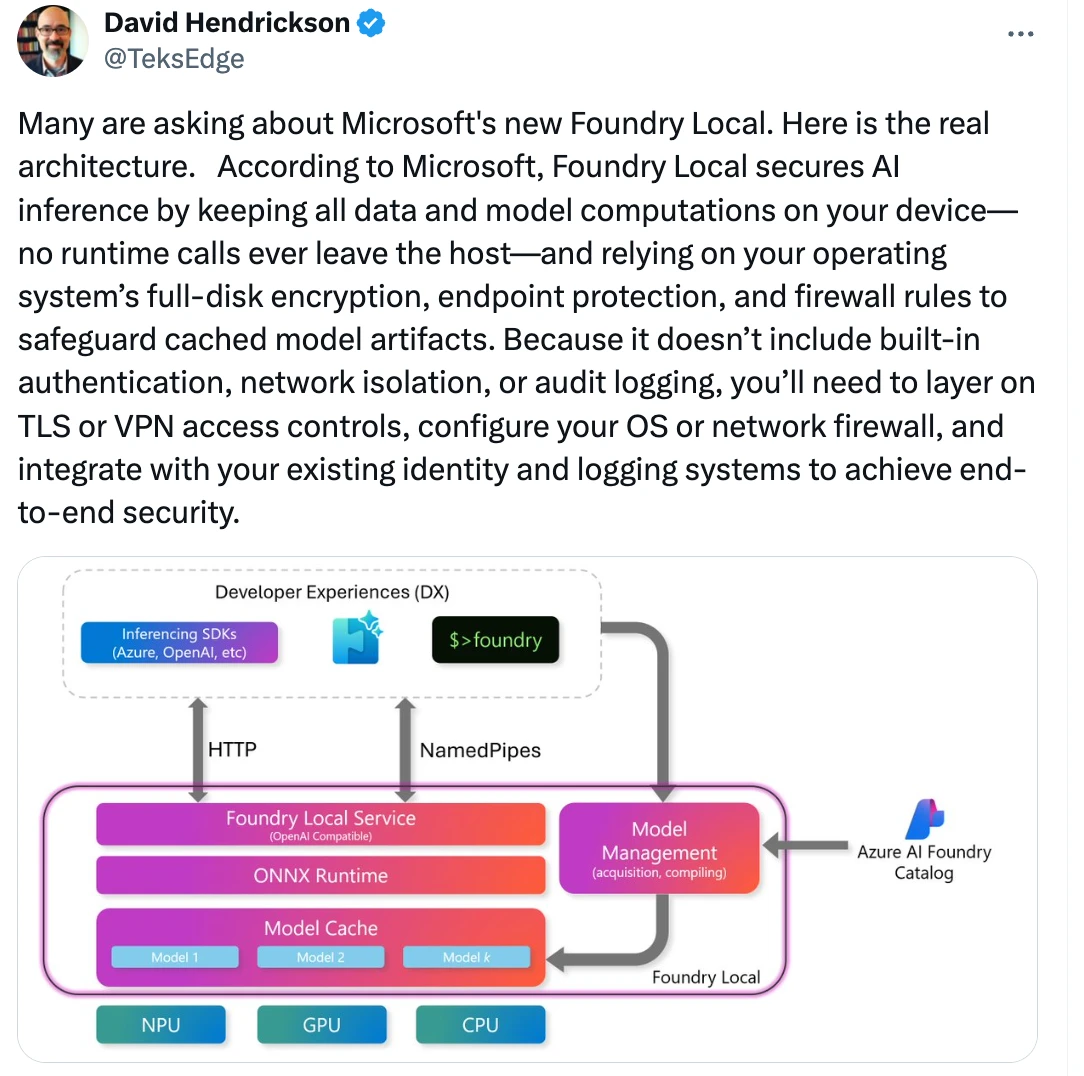 David Hendrickson
@TeksEdge
Many are asking about Microsoft's new Foundry Local. Here is the real
architecture.   According to Microsoft, Foundry Local secures AI
inference by keeping all data and model computations on your device—
no runtime calls ever leave the host—and relying on your operating
system’s full-disk encryption, endpoint protection, and firewall rules to
safeguard cached model artifacts. Because it doesn’t include built-in
authentication, network isolation, or audit logging, you’ll need to layer on
TLS or VPN access controls, configure your OS or network firewall, and
integrate with your existing identity and logging systems to achieve end-
to-end security.
Developer Experiences (DX)
Inferencing SDKs
(Azure, OpenAI, etc)
$>foundry
HTTP
NamedPipes
Foundry Local Service
(OpenAI Compatible)
ONNX Runtime
Model Cache
Model 1
Model 2
Model k
Model
Management
(acquisition, compiling)
Foundry Local
Azure AI Foundry
Catalog
NPU
GPU
CPU